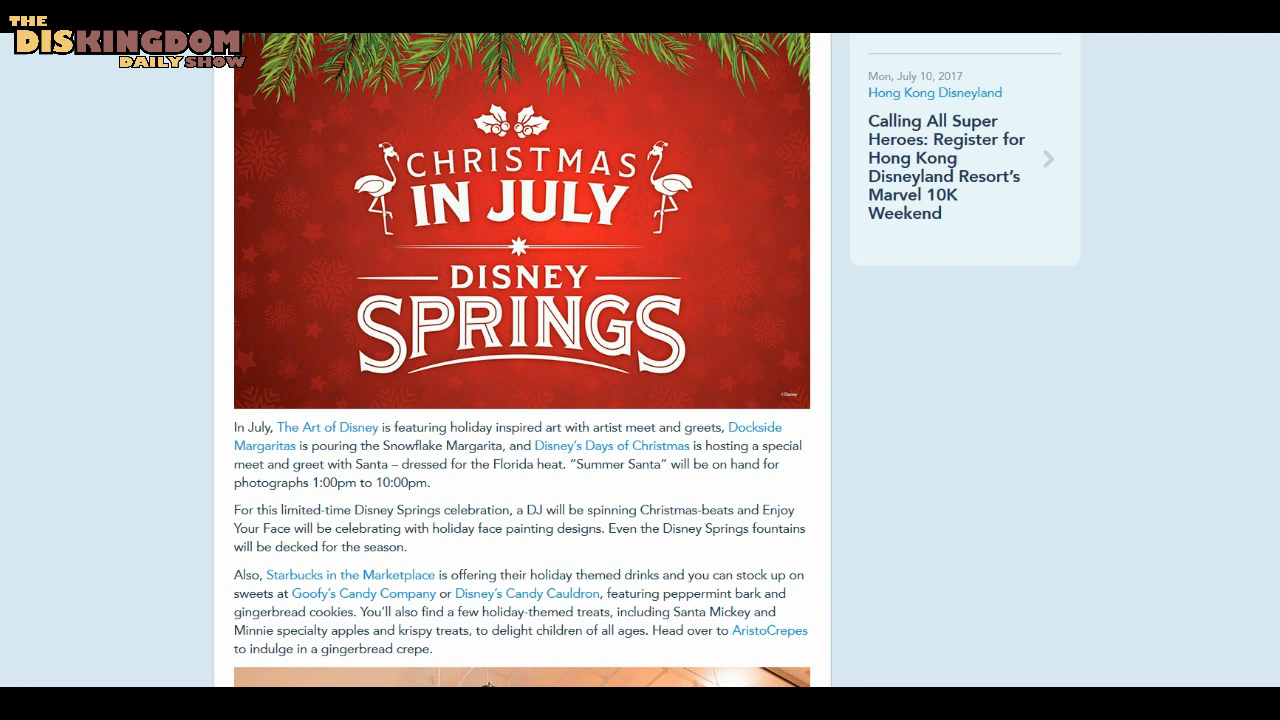 THE
DISKINGDOM
DAILY SHOW
CHRISTMAS
IN JULY
DISNEY
SPRINGS
©Disney
In July, The Art of Disney is featuring holiday inspired art with artist meet and greets, Dockside
Margaritas is pouring the Snowflake Margarita, and Disney’s Days of Christmas is hosting a special
meet and greet with Santa – dressed for the Florida heat. “Summer Santa” will be on hand for
photographs 1:00pm to 10:00pm.
For this limited-time Disney Springs celebration, a DJ will be spinning Christmas-beats and Enjoy
Your Face will be celebrating with holiday face painting designs. Even the Disney Springs fountains
will be decked for the season.
Also, Starbucks in the Marketplace is offering their holiday themed drinks and you can stock up on
sweets at Goofy’s Candy Company or Disney’s Candy Cauldron, featuring peppermint bark and
gingerbread cookies. You’ll also find a few holiday-themed treats, including Santa Mickey and
Minnie specialty apples and krispy treats, to delight children of all ages. Head over to AristoCrepes
to indulge in a gingerbread crepe.
Mon, July 10, 2017
Hong Kong Disneyland
Calling All Super
Heroes: Register for
Hong Kong
Disneyland Resort’s
Marvel 10K
Weekend